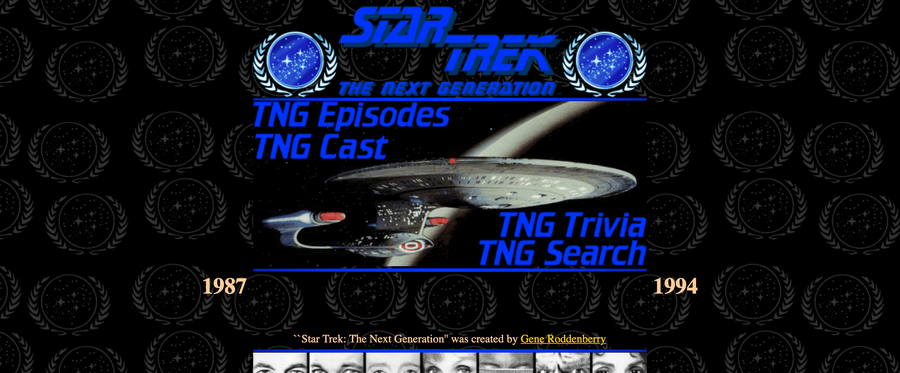 STAR
TREK
THE NEXT GENERATION
TNG Episodes
TNG Cast
TNG Trivia
TNG Search
1987
1994
``Star Trek: The Next Generation" was created by Gene Roddenberry